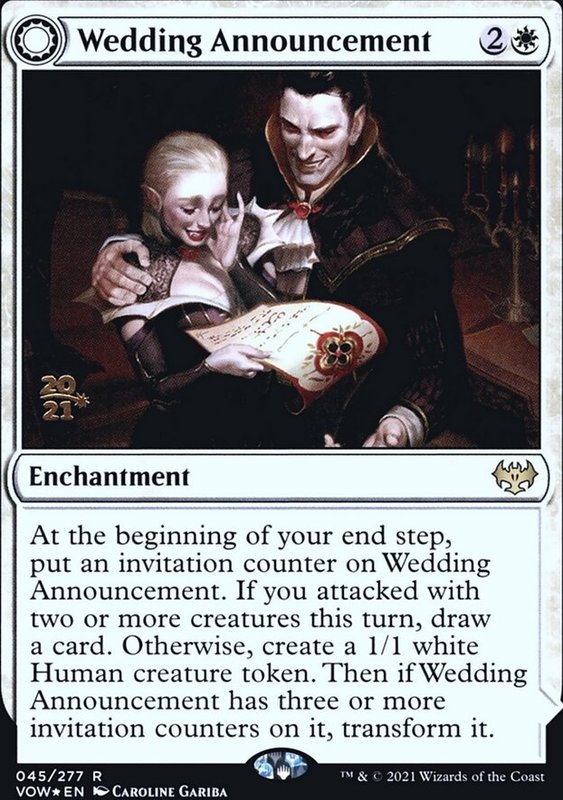 Wedding Announcement 2
20
21
Enchantment
At the beginning of your end step,
put an invitation counter on Wedding
Announcement. If you attacked with
two or more creatures this turn, draw
a card. Otherwise, create a 1/1 white
Human creature token. Then if Wedding
Announcement has three or more
invitation counters on it, transform it.
045/277 R
VOW★EN CAROLINE GARIBA
™ & © 2021 Wizards of the Coast